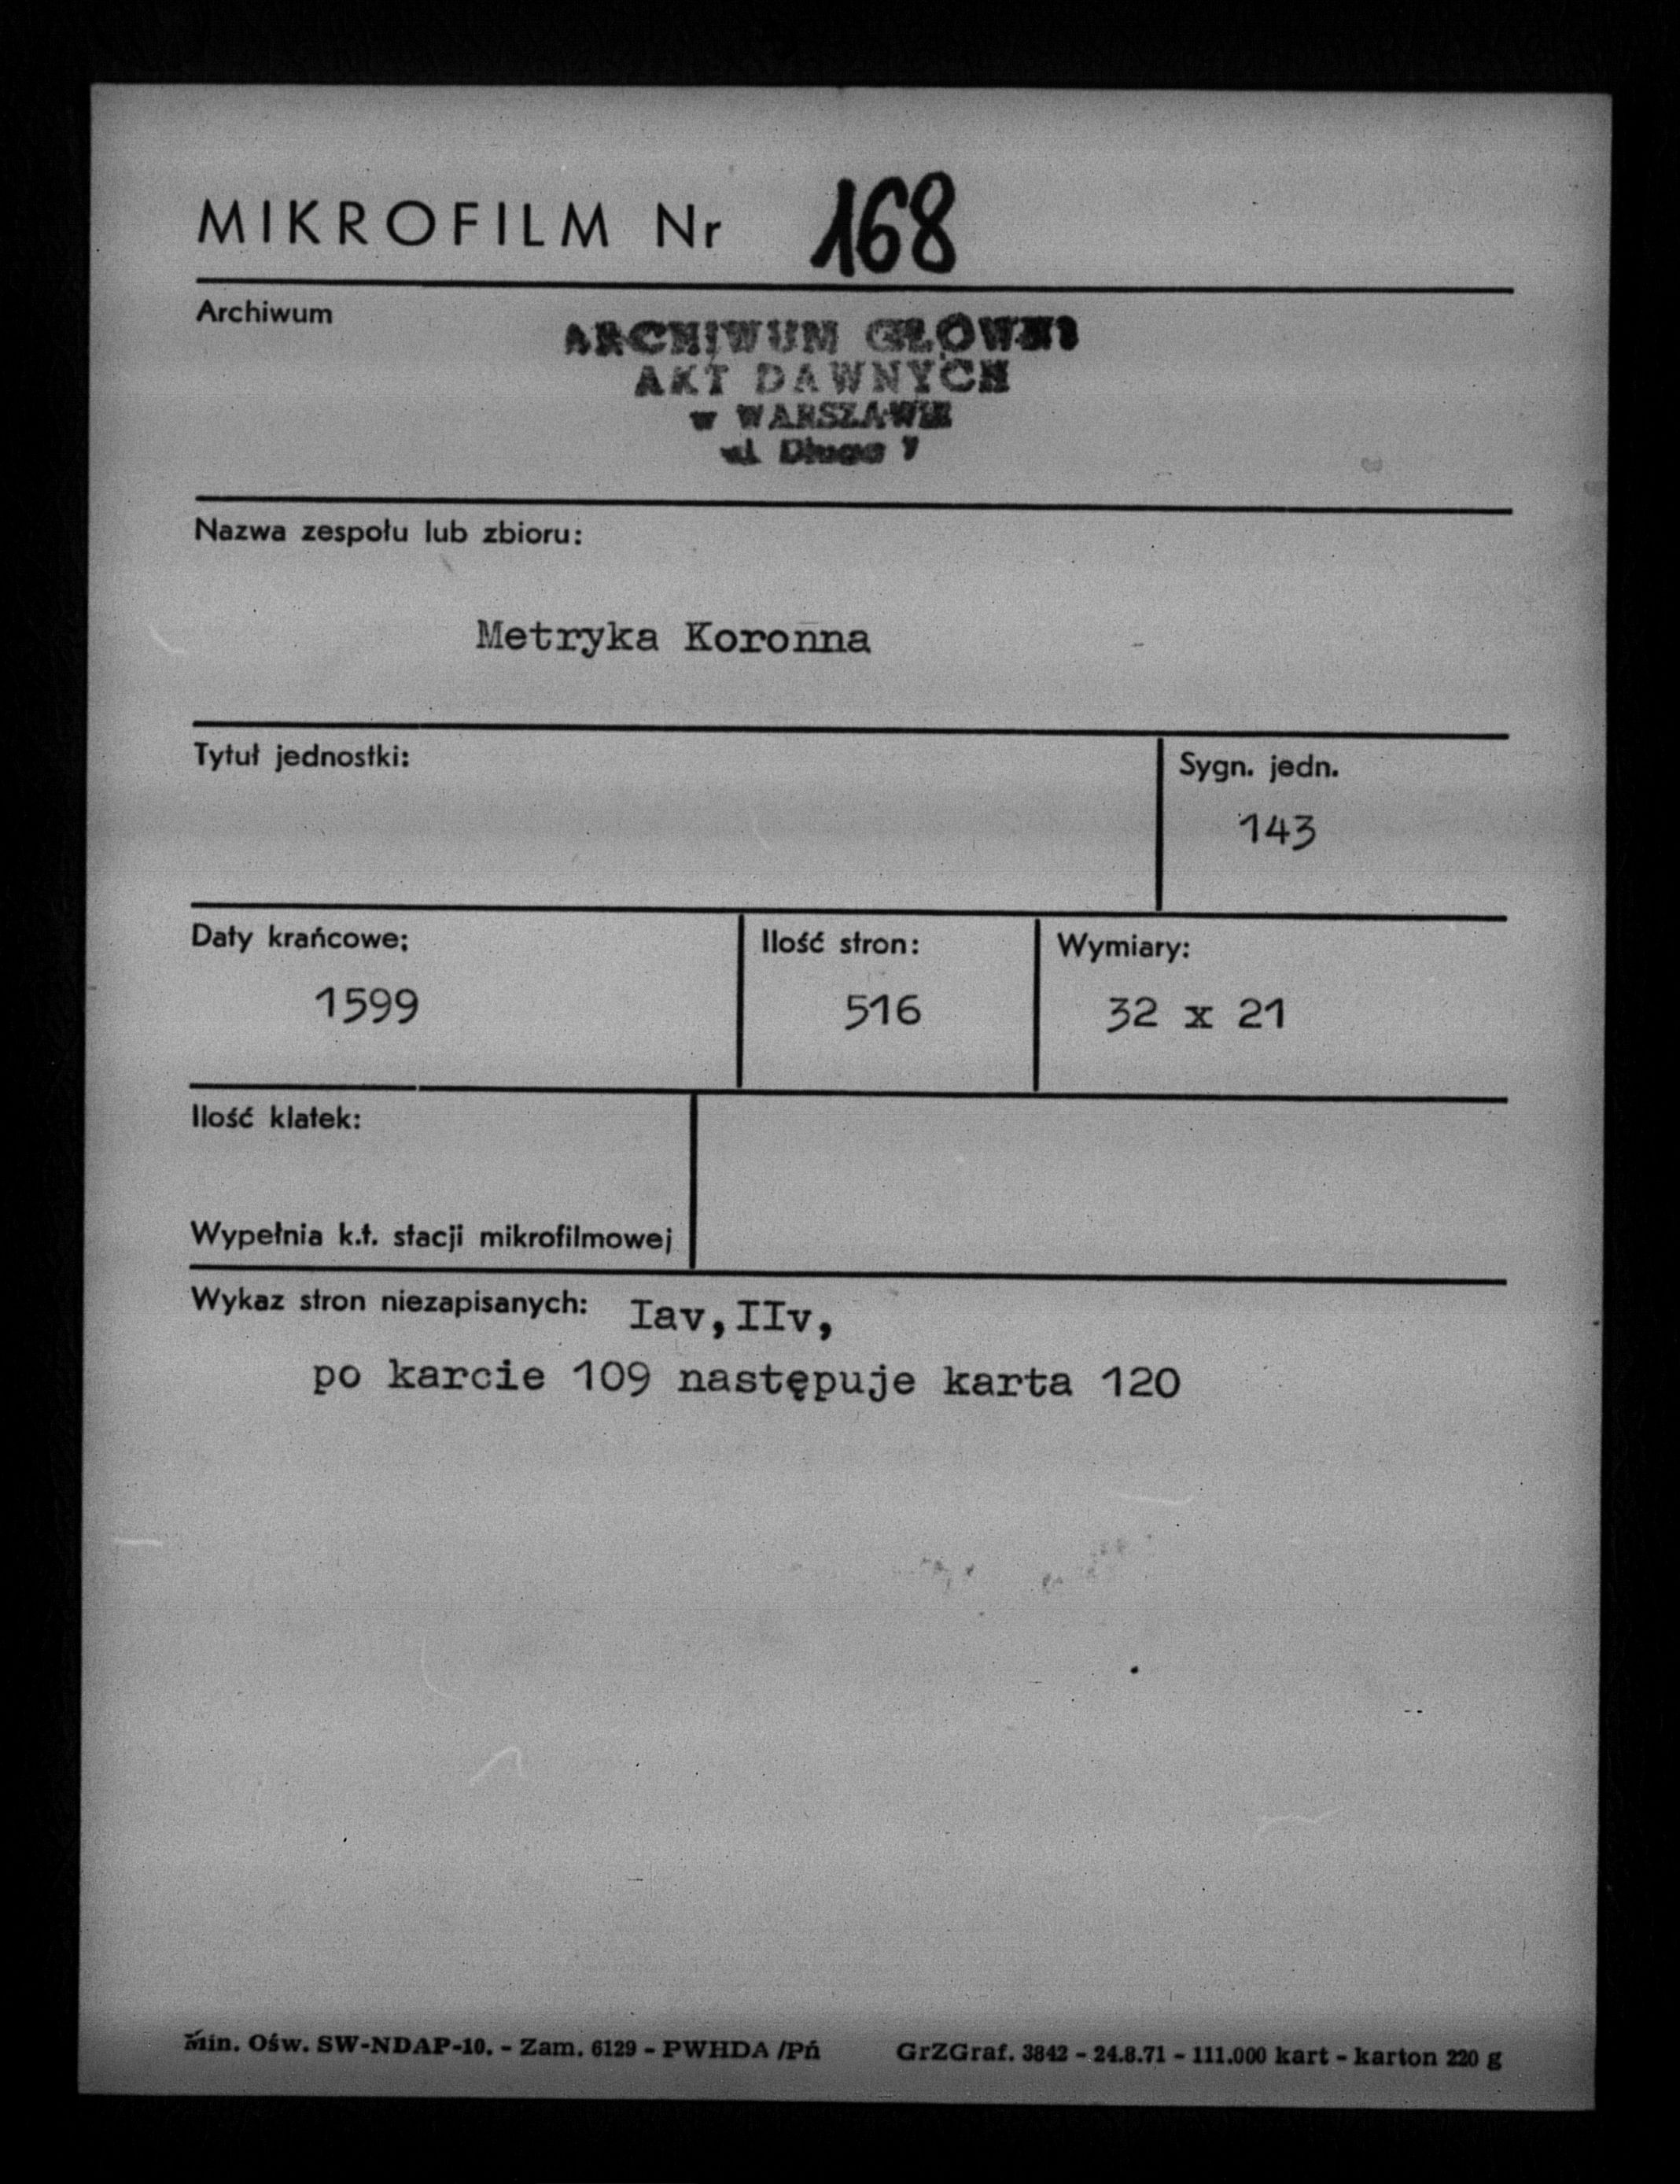 MIKROFILM Nr 168
Archiwum
ARCHIWUM GŁÓWNE
AKT DAWNYCH
w WARSZAWIE
ul Długa 7
Nazwa zespołu lub zbioru:
Metryka Koronna
Tytuł jednostki:
Sygn. jedn.
143
Daty krańcowe:
1599
Ilość stron:
516
Wymiary:
32 x 21
Ilość klatek:
Wypełnia k.t. stacji mikrofilmowej
Wykaz stron niezapisanych: Iav,IIv,
po karcie 109 następuje karta 120
Min. Ośw. SW-NDAP-10. - Zam. 6129 - PWHDA /Pń GrZGraf. 3842 - 24.8.71 - 111.000 kart - karton 220 g